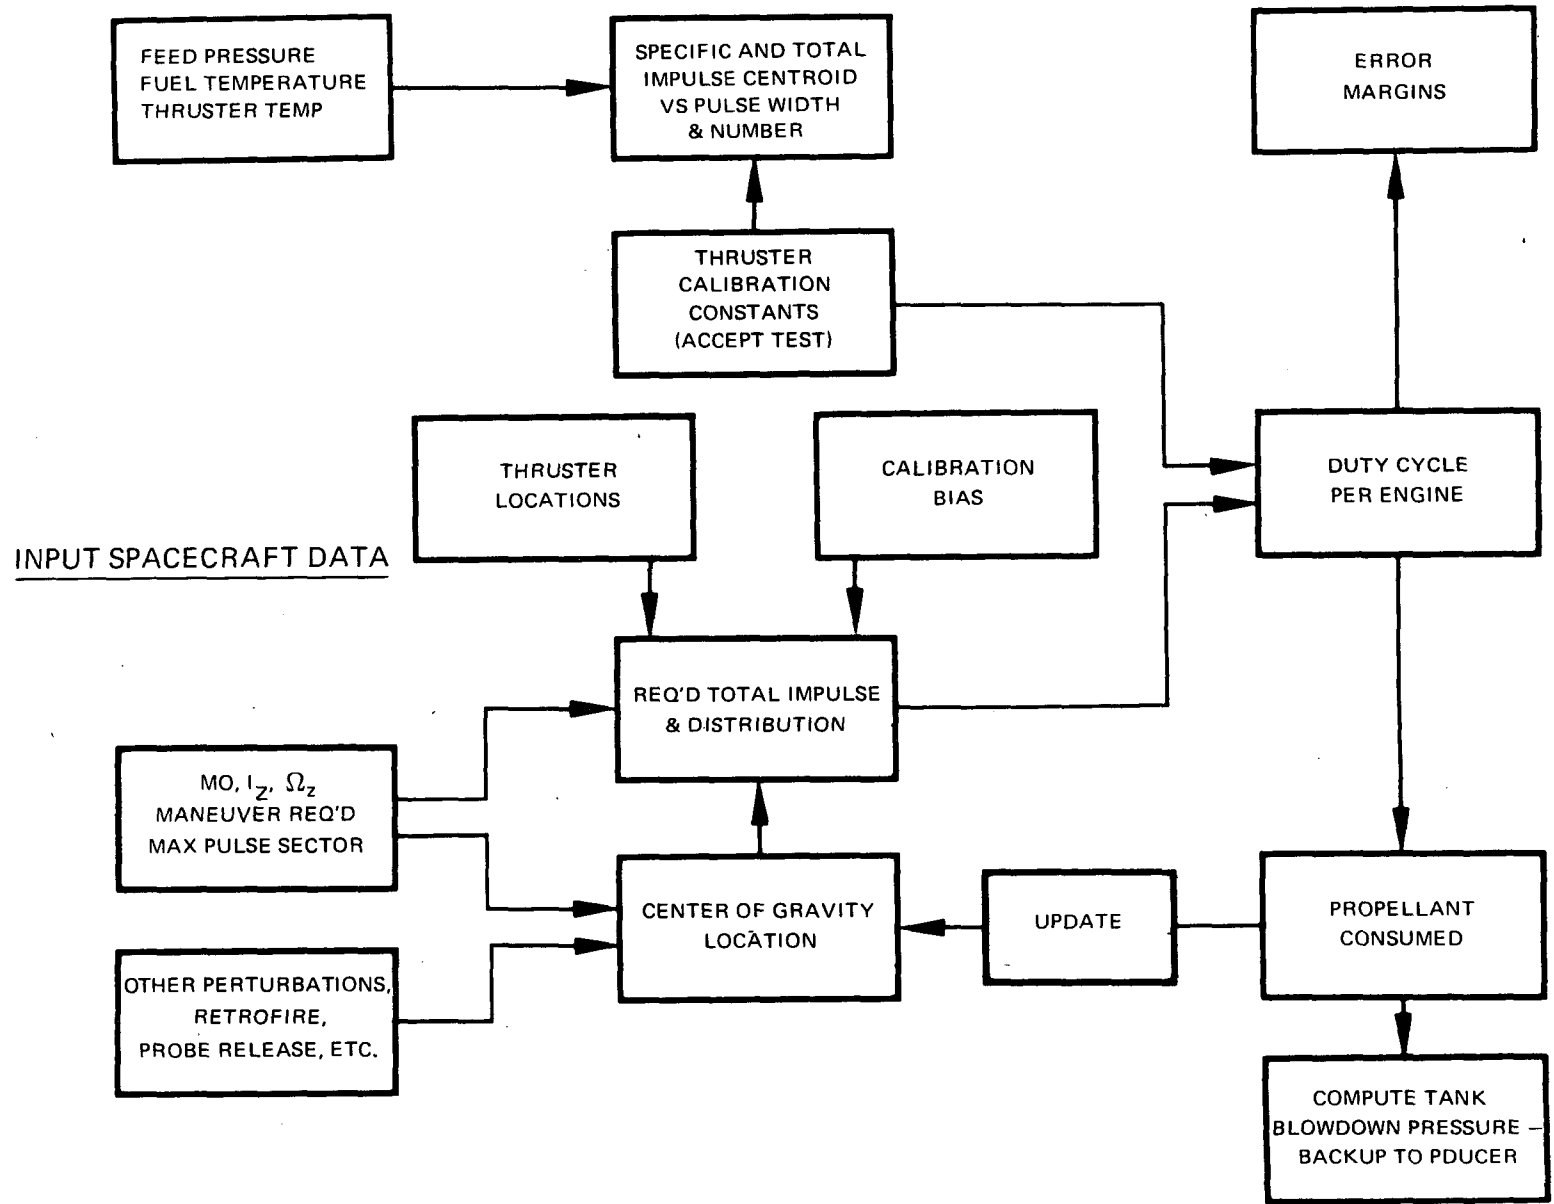 FEED PRESSURE
FUEL TEMPERATURE
THRUSTER TEMP
SPECIFIC AND TOTAL
IMPULSE CENTROID
VS PULSE WIDTH
& NUMBER
ERROR
MARGINS
THRUSTER
CALIBRATION
CONSTANTS
(ACCEPT TEST)
THRUSTER
LOCATIONS
CALIBRATION
BIAS
DUTY CYCLE
PER ENGINE
INPUT SPACECRAFT DATA
REQ'D TOTAL IMPULSE
& DISTRIBUTION
MO, IZ, Ωz
MANEUVER REQ'D
MAX PULSE SECTOR
CENTER OF GRAVITY
LOCATION
UPDATE
PROPELLANT
CONSUMED
OTHER PERTURBATIONS,
RETROFIRE,
PROBE RELEASE, ETC.
COMPUTE TANK
BLOWDOWN PRESSURE –
BACKUP TO PDUCER